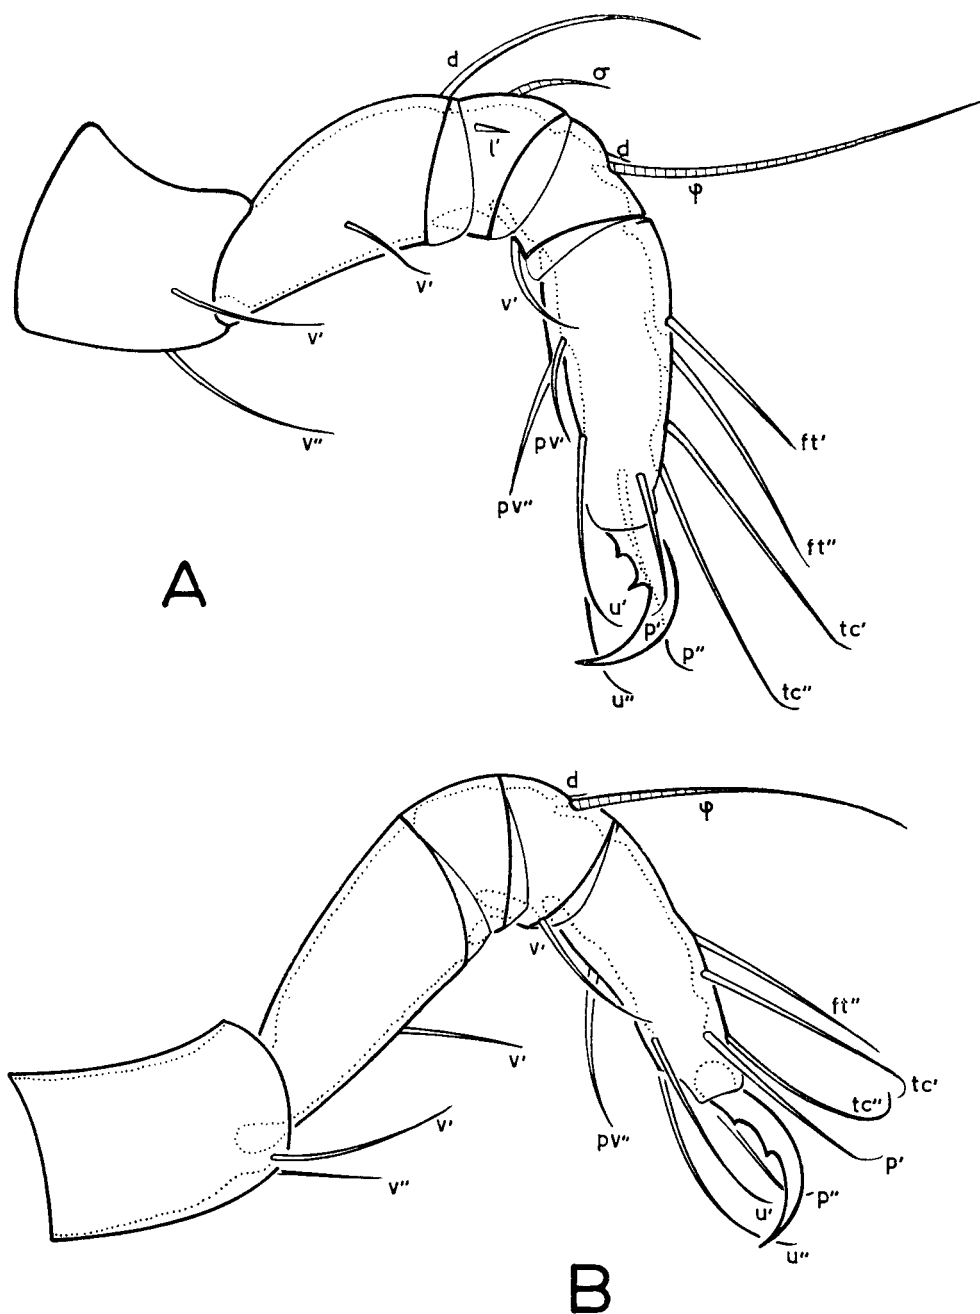 d
σ
l'
d
φ
v'
v'
v'
v"
pv'
pv"
ft'
ft"
A
u'
p'
p"
tc'
u"
tc"
d
φ
v'
ft"
v'
tc'
tc"
v'
pv"
p'
v"
p"
u'
u"
B